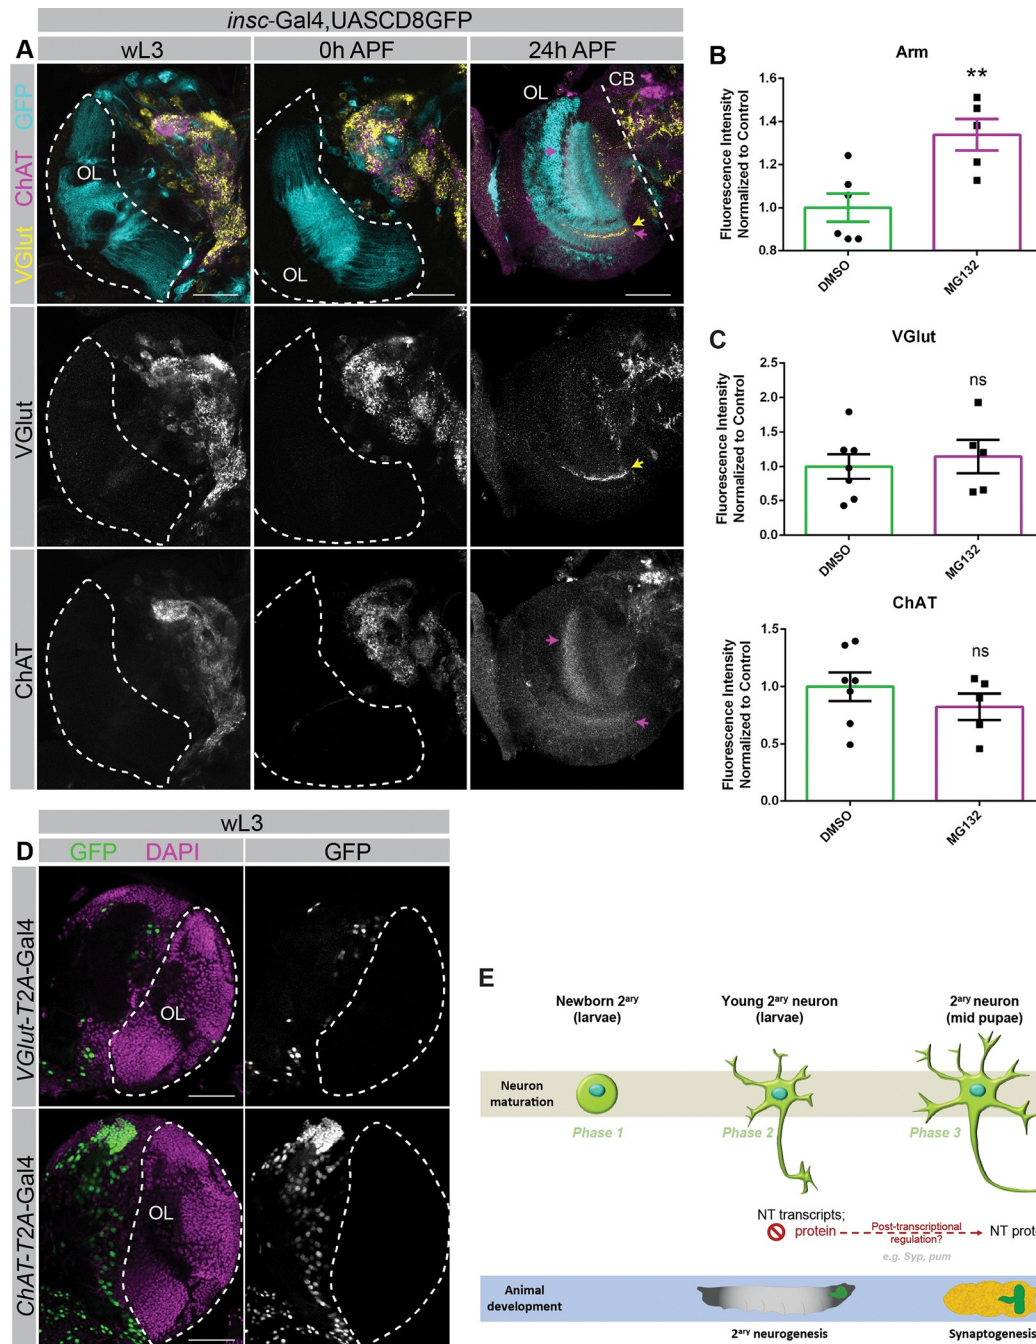 insc-Gal4,UASCD8GFP
A
wL3
0h APF
24h APF
VGlut ChAT GFP
OL
OL
OL
CB
VGlut
ChAT
B
Arm
Fluorescence Intensity
Normalized to Control
1.6
1.4
1.2
1.0
0.8
**
DMSO
MG132
C
VGlut
Fluorescence Intensity
Normalized to Control
2.5
2.0
1.5
1.0
0.5
0.0
ns
DMSO
MG132
ChAT
Fluorescence Intensity
Normalized to Control
1.5
1.0
0.5
0.0
ns
DMSO
MG132
wL3
D
GFP DAPI
GFP
VGlut-T2A-Gal4
OL
ChAT-T2A-Gal4
OL
E
Newborn 2ary
(larvae)
Young 2ary neuron
(larvae)
2ary neuron
(mid pupae)
Neuron
maturation
Phase 1
Phase 2
Phase 3
NT transcripts;
protein
Post-transcriptional
regulation?
e.g. Syp, pum
NT prote
Animal
development
2ary neurogenesis
Synaptogenesis